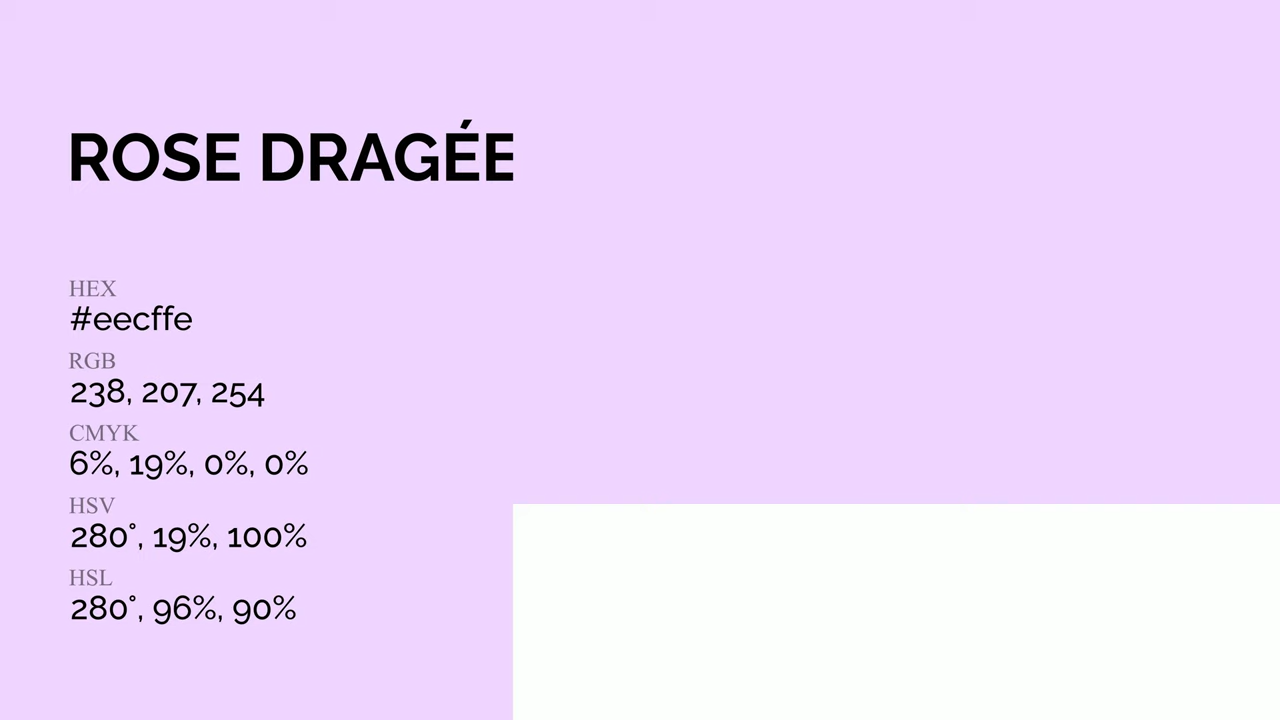 ROSE DRAGÉE
HEX
#eecffe
RGB
238, 207, 254
CMYK
6%, 19%, 0%, 0%
HSV
280°, 19%, 100%
HSL
280°, 96%, 90%